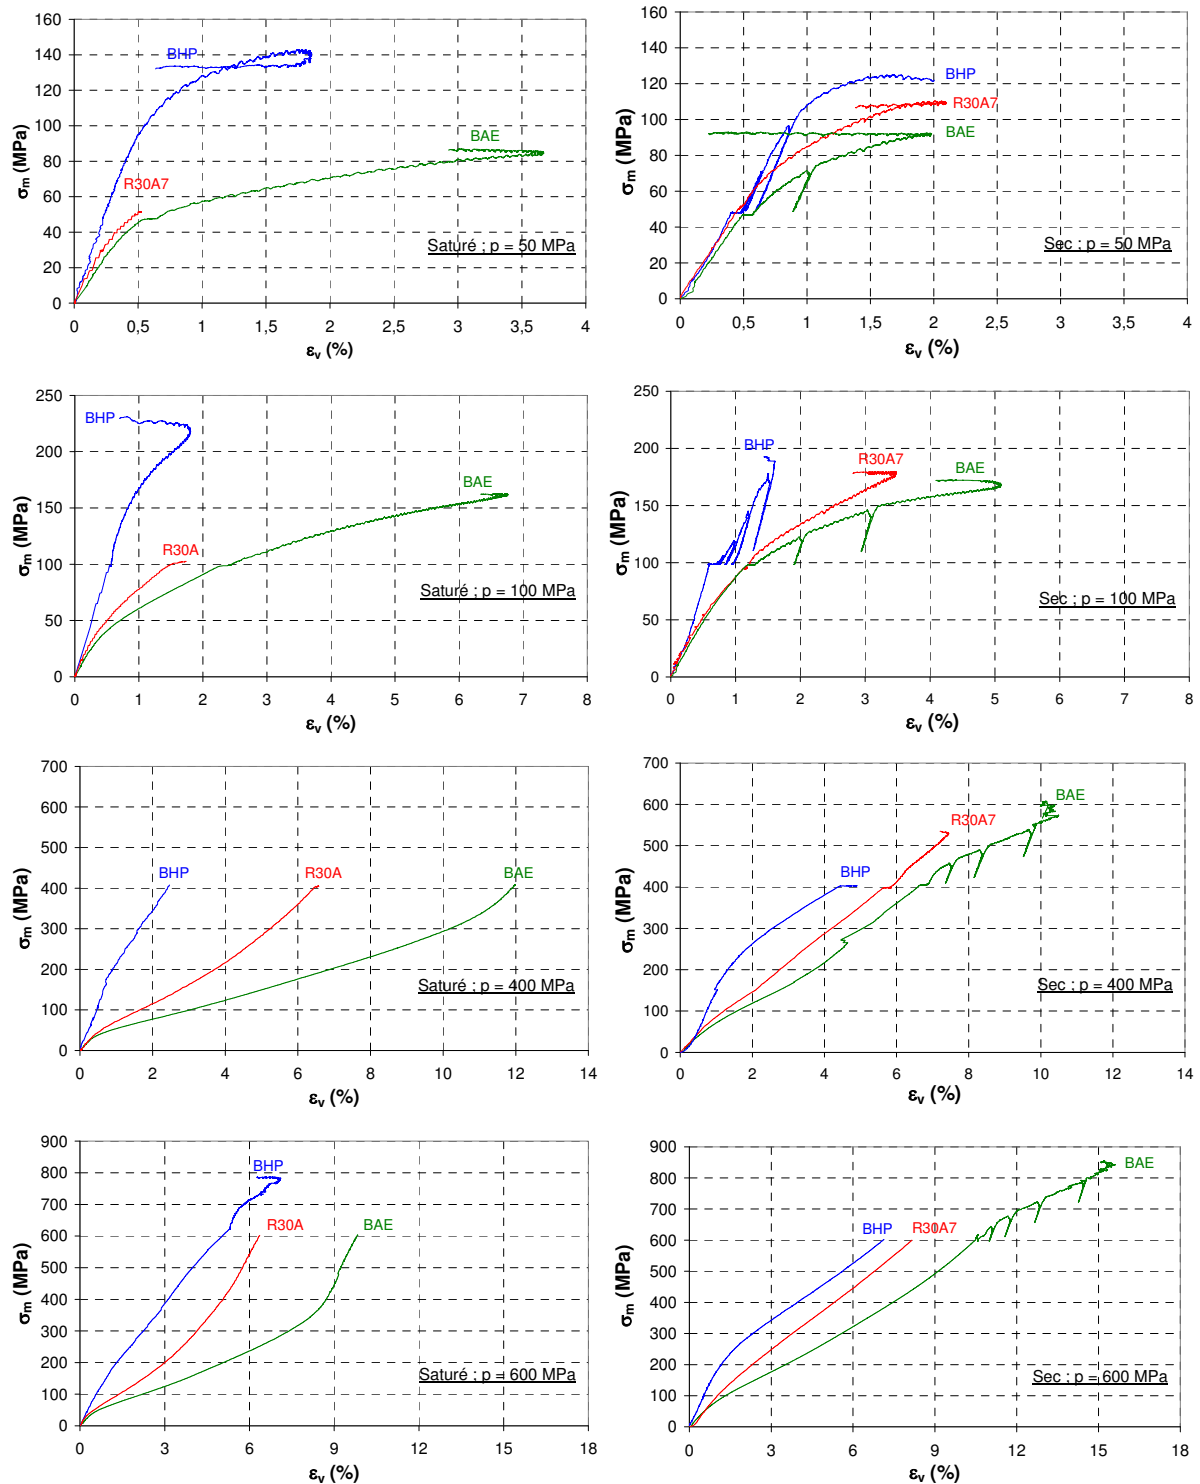 160
140
120
100
80
60
40
20
0
σm (MPa)
BHP
BAE
R30A7
Saturé ; p = 50 MPa
0 0,5 1 1,5 2 2,5 3 3,5 4
εv (%)
160
140
120
100
80
60
40
20
0
σm (MPa)
BHP
R30A7
BAE
Sec ; p = 50 MPa
0 0,5 1 1,5 2 2,5 3 3,5 4
εv (%)
250
200
150
100
50
0
σm (MPa)
BHP
BAE
R30A
Saturé ; p = 100 MPa
0 1 2 3 4 5 6 7 8
εv (%)
250
200
150
100
50
0
σm (MPa)
BHP
R30A7
BAE
Sec ; p = 100 MPa
0 1 2 3 4 5 6 7 8
εv (%)
700
600
500
400
300
200
100
0
σm (MPa)
BHP
R30A
BAE
Saturé ; p = 400 MPa
0 2 4 6 8 10 12 14
εv (%)
700
600
500
400
300
200
100
0
σm (MPa)
BAE
R30A7
BHP
Sec ; p = 400 MPa
0 2 4 6 8 10 12 14
εv (%)
900
800
700
600
500
400
300
200
100
0
σm (MPa)
BHP
R30A
BAE
Saturé ; p = 600 MPa
0 3 6 9 12 15 18
εv (%)
900
800
700
600
500
400
300
200
100
0
σm (MPa)
BAE
BHP
R30A7
Sec ; p = 600 MPa
0 3 6 9 12 15 18
εv (%)